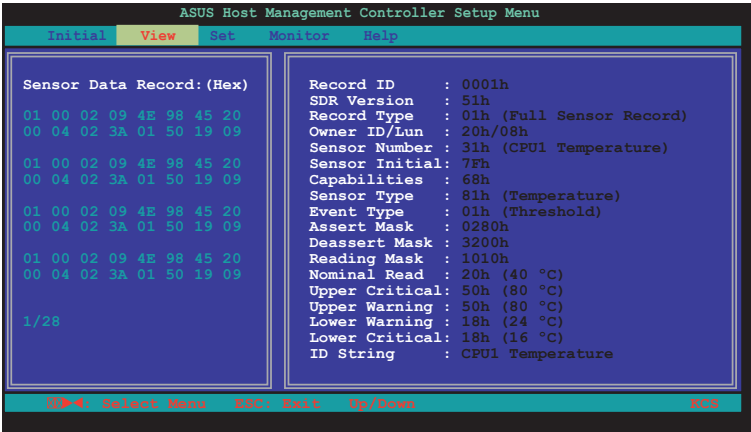 ASUS Host Management Controller Setup Menu
Initial View Set Monitor Help
Sensor Data Record:(Hex)
01 00 02 09 4E 98 45 20
00 04 02 3A 01 50 19 09
01 00 02 09 4E 98 45 20
00 04 02 3A 01 50 19 09
01 00 02 09 4E 98 45 20
00 04 02 3A 01 50 19 09
01 00 02 09 4E 98 45 20
00 04 02 3A 01 50 19 09
1/28
Record ID : 0001h
SDR Version : 51h
Record Type : 01h (Full Sensor Record)
Owner ID/Lun : 20h/08h
Sensor Number : 31h (CPU1 Temperature)
Sensor Initial: 7Fh
Capabilities : 68h
Sensor Type : 81h (Temperature)
Event Type : 01h (Threshold)
Assert Mask : 0280h
Deassert Mask : 3200h
Reading Mask : 1010h
Nominal Read : 20h (40 °C)
Upper Critical: 50h (80 °C)
Upper Warning : 50h (80 °C)
Lower Warning : 18h (24 °C)
Lower Critical: 18h (16 °C)
ID String : CPU1 Temperature
: Select Menu ESC: Exit Up/Down KCS